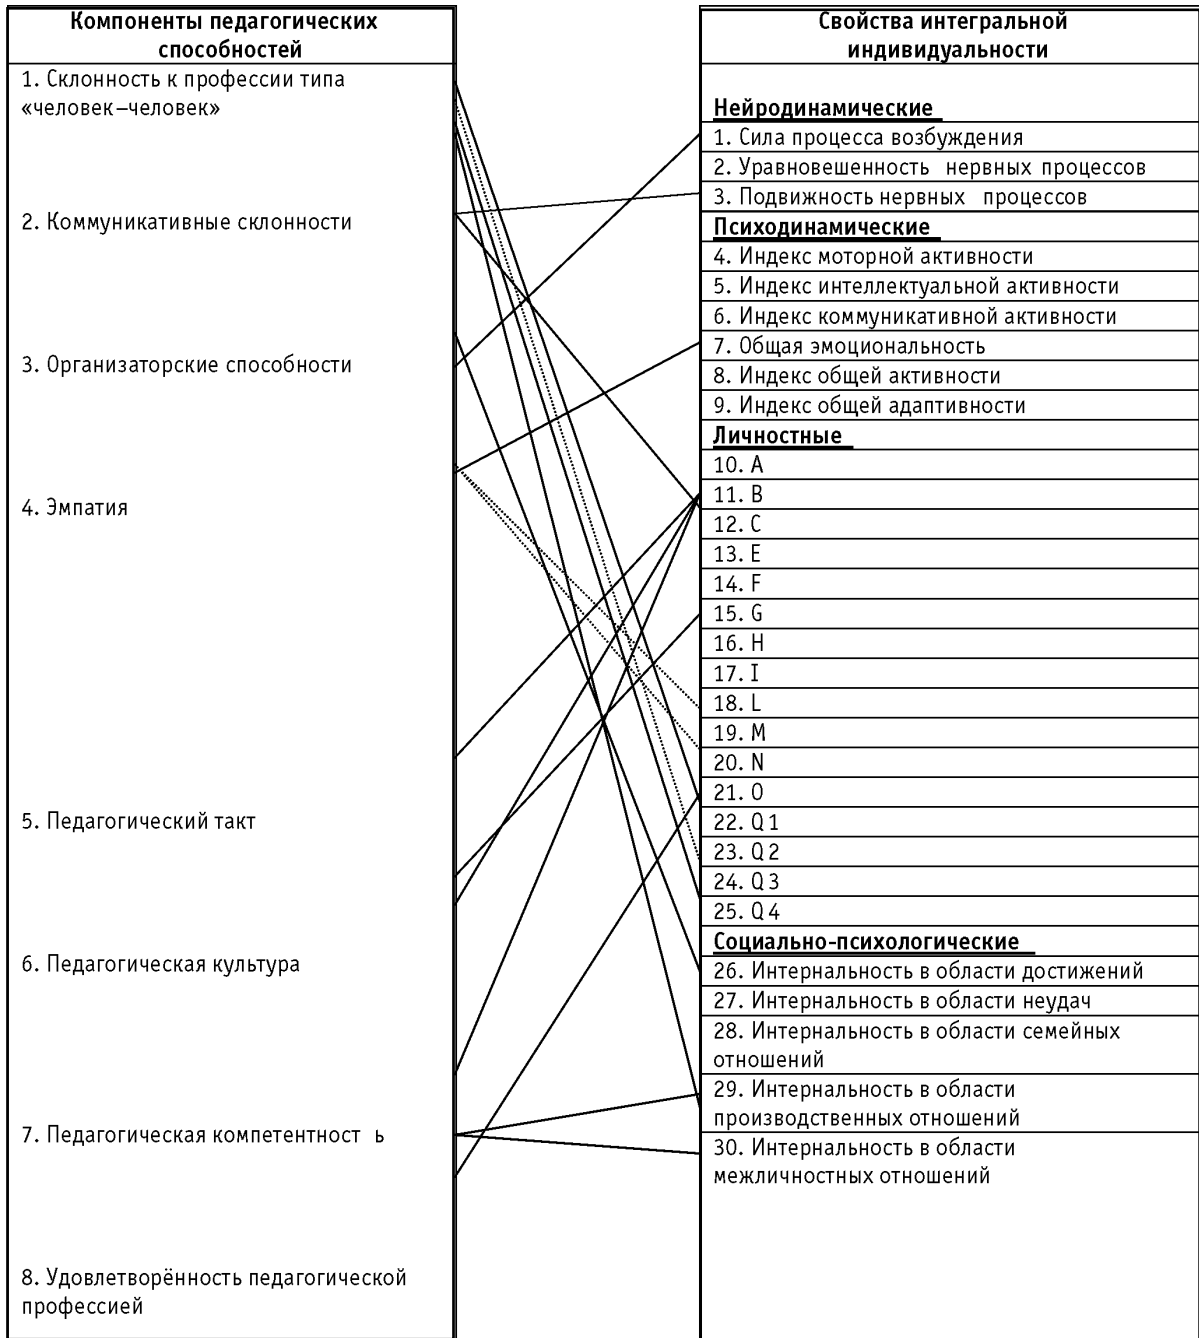 Компоненты педагогических
способностей
1. Склонность к профессии типа
«человек–человек»
2. Коммуникативные склонности
3. Организаторские способности
4. Эмпатия
5. Педагогический такт
6. Педагогическая культура
7. Педагогическая компетентност ь
8. Удовлетворённость педагогической
профессией
Свойства интегральной
индивидуальности
Нейродинамические
1. Сила процесса возбуждения
2. Уравновешенность нервных процессов
3. Подвижность нервных процессов
Психодинамические
4. Индекс моторной активности
5. Индекс интеллектуальной активности
6. Индекс коммуникативной активности
7. Общая эмоциональность
8. Индекс общей активности
9. Индекс общей адаптивности
Личностные
10. A
11. B
12. C
13. E
14. F
15. G
16. H
17. I
18. L
19. M
20. N
21. O
22. Q1
23. Q2
24. Q3
25. Q4
Социально-психологические
26. Интернальность в области достижений
27. Интернальность в области неудач
28. Интернальность в области семейных
отношений
29. Интернальность в области
производственных отношений
30. Интернальность в области
межличностных отношений